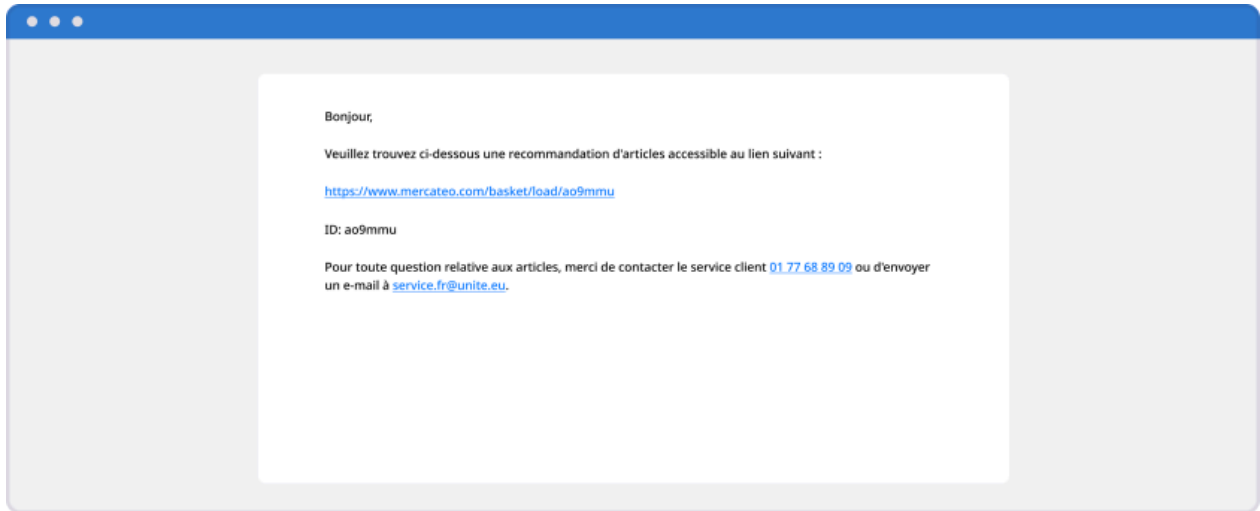 Bonjour,
Veuillez trouvez ci-dessous une recommandation d'articles accessible au lien suivant :
https://www.mercateo.com/basket/load/ao9mmu
ID: ao9mmu
Pour toute question relative aux articles, merci de contacter le service client 01 77 68 89 09 ou d'envoyer
un e-mail à service.fr@unite.eu.